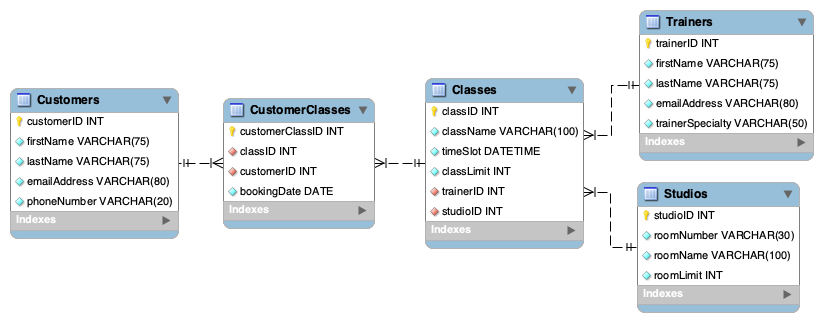 Customers
customerID INT
firstName VARCHAR(75)
lastName VARCHAR(75)
emailAddress VARCHAR(80)
phoneNumber VARCHAR(20)
Indexes
CustomerClasses
customerClassID INT
classID INT
customerID INT
bookingDate DATE
Indexes
Classes
classID INT
className VARCHAR(100)
timeSlot DATETIME
classLimit INT
trainerID INT
studioID INT
Indexes
Trainers
trainerID INT
firstName VARCHAR(75)
lastName VARCHAR(75)
emailAddress VARCHAR(80)
trainerSpecialty VARCHAR(50)
Indexes
Studios
studioID INT
roomNumber VARCHAR(30)
roomName VARCHAR(100)
roomLimit INT
Indexes